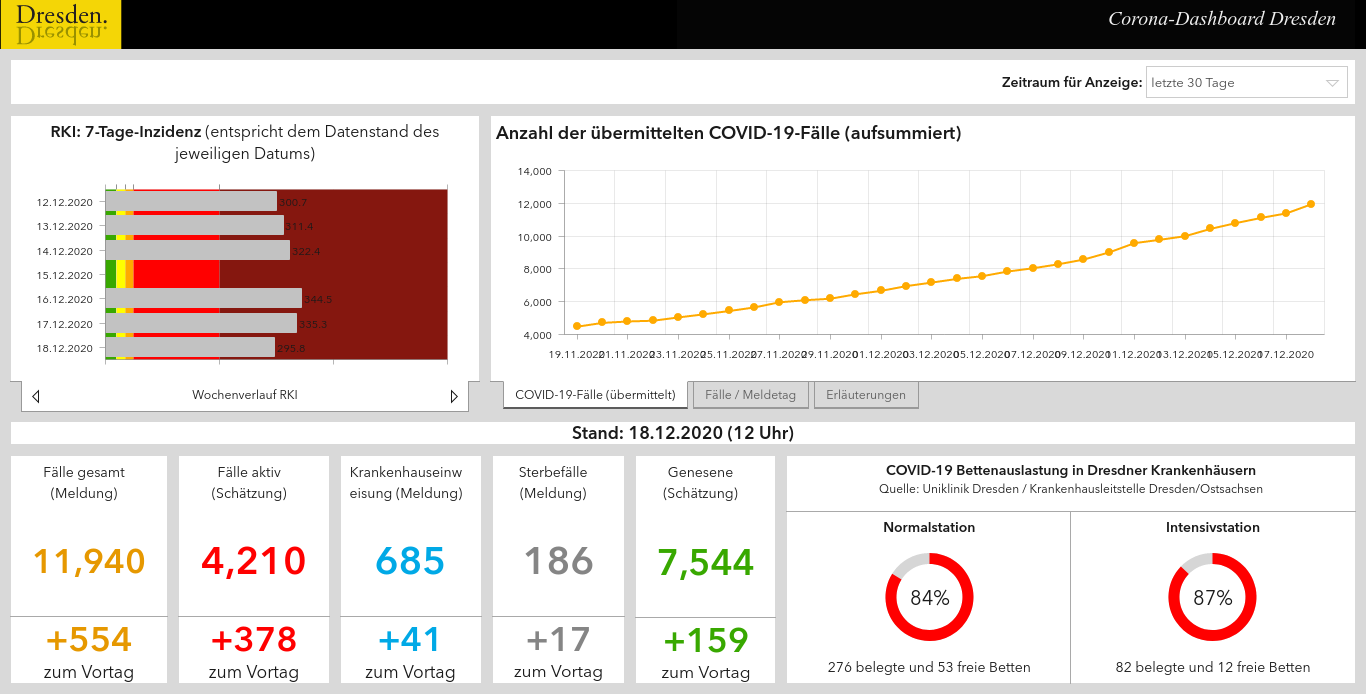 Dresden.
Dresden.
Corona-Dashboard Dresden
Zeitraum für Anzeige: letzte 30 Tage
RKI: 7-Tage-Inzidenz (entspricht dem Datenstand des
jeweiligen Datums)
12.12.2020 300.7
13.12.2020 311.4
14.12.2020 322.4
15.12.2020
16.12.2020 344.5
17.12.2020 335.3
18.12.2020 295.6
Wochenverlauf RKI
Anzahl der übermittelten COVID-19-Fälle (aufsummiert)
14,000
12,000
10,000
8,000
6,000
4,000
19.11.2020 21.11.2020 23.11.2020 25.11.2020 27.11.2020 29.11.2020 01.12.2020 03.12.2020 05.12.2020 07.12.2020 09.12.2020 11.12.2020 13.12.2020 15.12.2020 17.12.2020
COVID-19-Fälle (übermittelt) Fälle / Meldetag Erläuterungen
Stand: 18.12.2020 (12 Uhr)
Fälle gesamt
(Meldung)
11,940
+554
zum Vortag
Fälle aktiv
(Schätzung)
4,210
+378
zum Vortag
Krankenhauseinw
eisung (Meldung)
685
+41
zum Vortag
Sterbefälle
(Meldung)
186
+17
zum Vortag
Genesene
(Schätzung)
7,544
+159
zum Vortag
COVID-19 Bettenauslastung in Dresdner Krankenhäusern
Quelle: Uniklinik Dresden / Krankenhausleitstelle Dresden/Ostsachsen
Normalstation
84%
276 belegte und 53 freie Betten
Intensivstation
87%
82 belegte und 12 freie Betten